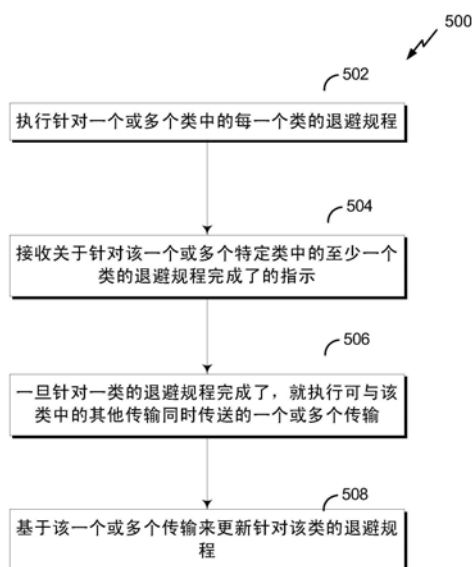 500
502
执行针对一个或多个类中的每一个类的退避规程
504
接收关于针对该一个或多个特定类中的至少一个
类的退避规程完成了的指示
506
一旦针对一类的退避规程完成了，就执行可与该
类中的其他传输同时传送的一个或多个传输
508
基于该一个或多个传输来更新针对该类的退避规
程